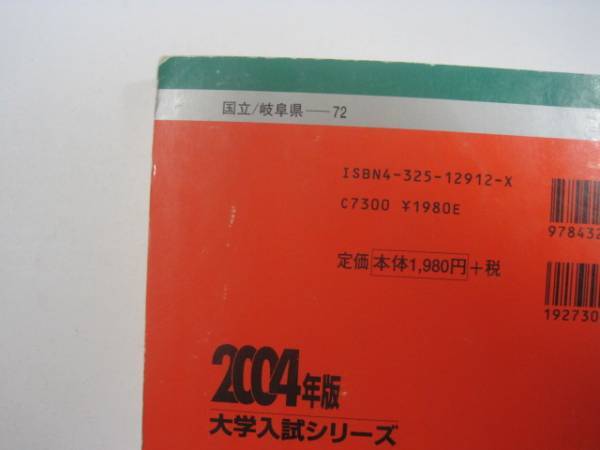 国立/岐阜県——72
ISBN4-325-12912-X
C7300 ¥1980E
978432
定価 本体1,980円+税
192730
2004年版
大学入試シリーズ